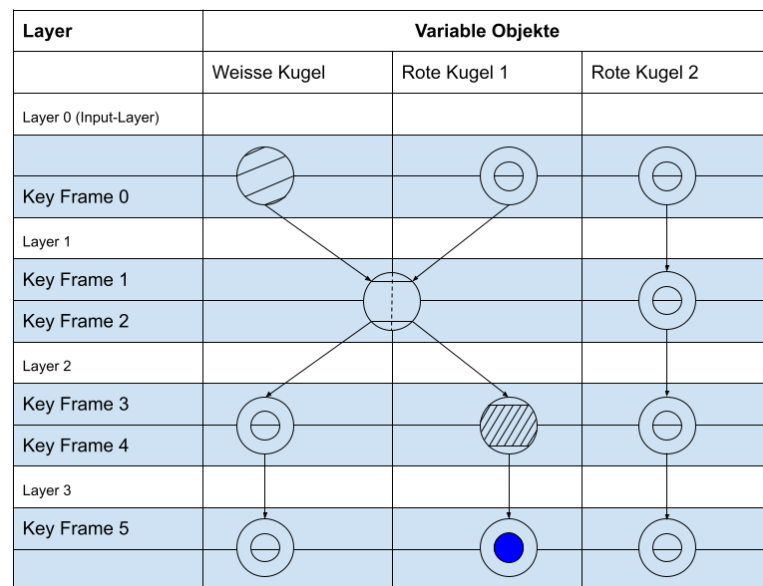 Layer Variable Objekte
Weisse Kugel Rote Kugel 1 Rote Kugel 2
Layer 0 (Input-Layer)
Key Frame 0
Layer 1
Key Frame 1
Key Frame 2
Layer 2
Key Frame 3
Key Frame 4
Layer 3
Key Frame 5